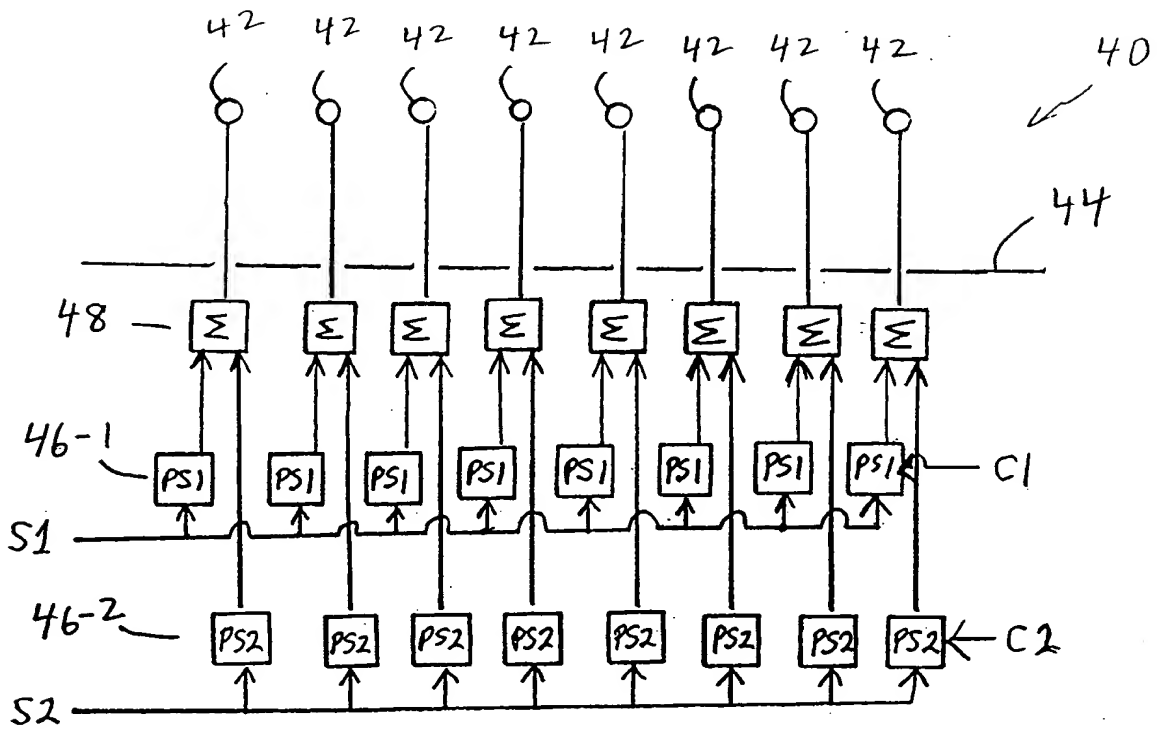 42 42 42 42 42 42 42 42
40
44
48 Σ Σ Σ Σ Σ Σ Σ Σ
46-1 PS1 PS1 PS1 PS1 PS1 PS1 PS1 PS1 C1
S1
46-2 PS2 PS2 PS2 PS2 PS2 PS2 PS2 PS2 C2
S2